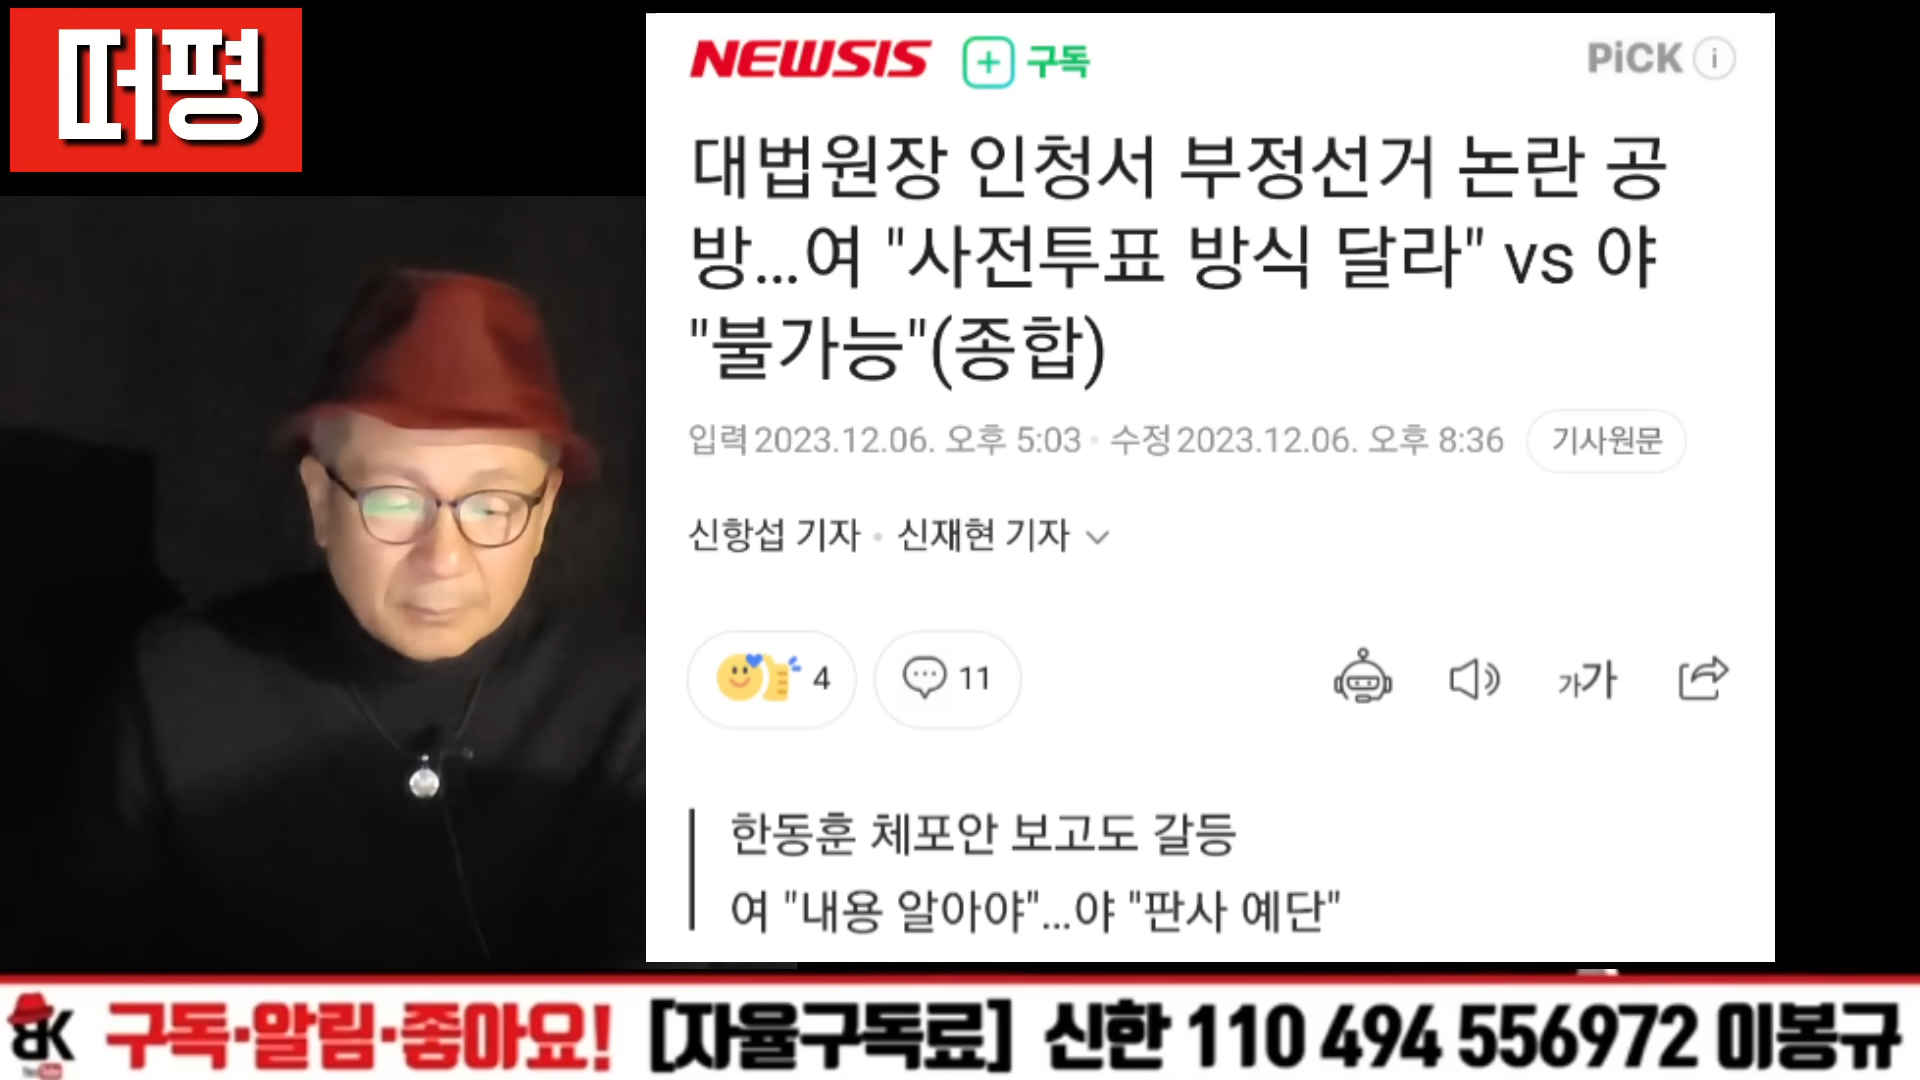 떠평
NEWSIS 구독
PiCK i
대법원장 인청서 부정선거 논란 공
방...여 "사전투표 방식 달라" vs 야
"불가능"(종합)
입력 2023.12.06. 오후 5:03 · 수정 2023.12.06. 오후 8:36 기사원문
신항섭 기자 · 신재현 기자
4 11
가가
한동훈 체포안 보고도 갈등
여 "내용 알아야"...야 "판사 예단"
BK 구독·알림·좋아요! [자율구독료] 신한 110 494 556972 이봉규